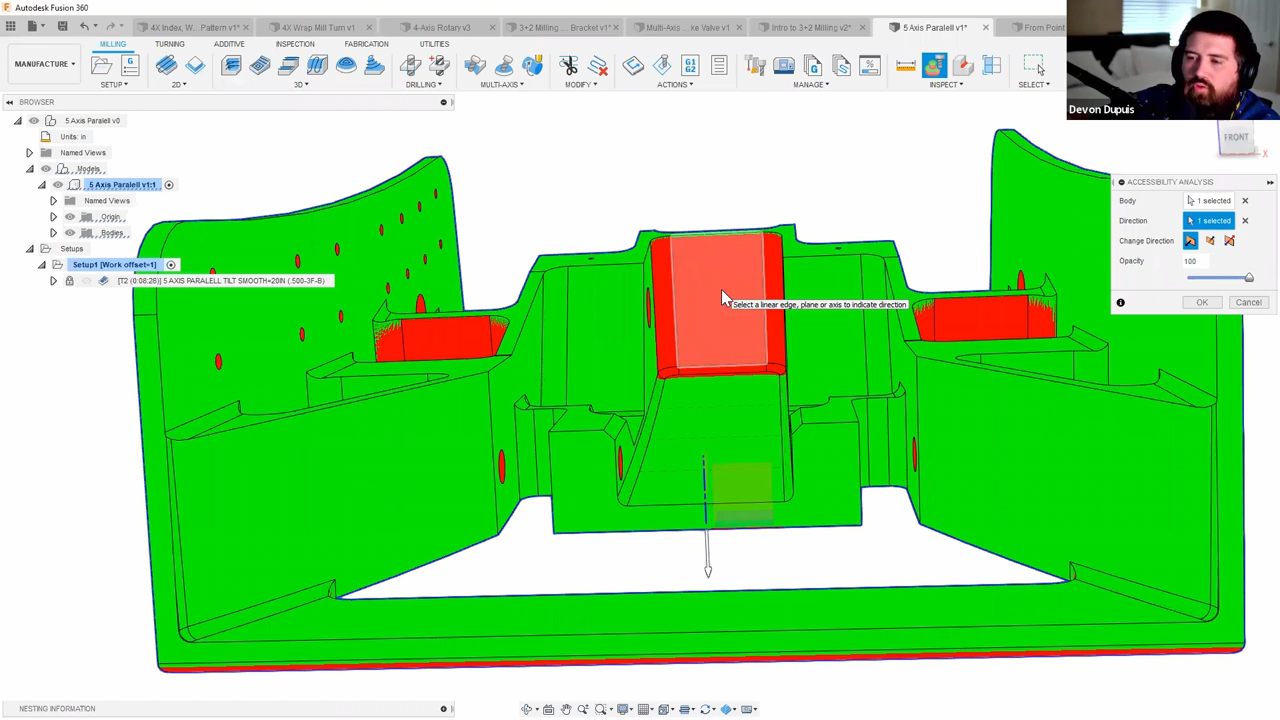 Autodesk Fusion 360
4X Index, W... Pattern v1*
4X Wrap Mill Turn v1
4-Axis Rotary v3
3+2 Milling ... Bracket v1*
Multi-Axis ... ke Valve v1
Intro to 3+2 Milling v2*
5 Axis Paralell v1*
From Point
MILLING
TURNING
ADDITIVE
INSPECTION
FABRICATION
UTILITIES
MANUFACTURE
SETUP
2D
3D
DRILLING
MULTI-AXIS
MODIFY
ACTIONS
MANAGE
INSPECT
SELECT
G1
G2
Devon Dupuis
BROWSER
5 Axis Paralell v0
Units: in
Named Views
Models
5 Axis Paralell v1:1
Named Views
Origin
Bodies
Setups
Setup1 [Work offset=1]
[T2 (0:08:26)] 5 AXIS PARALELL TILT SMOOTH=20IN (.500-3F-B)
FRONT
X
ACCESSIBILITY ANALYSIS
Body
1 selected
Direction
1 selected
Change Direction
Opacity
100
OK
Cancel
Select a linear edge, plane or axis to indicate direction
NESTING INFORMATION